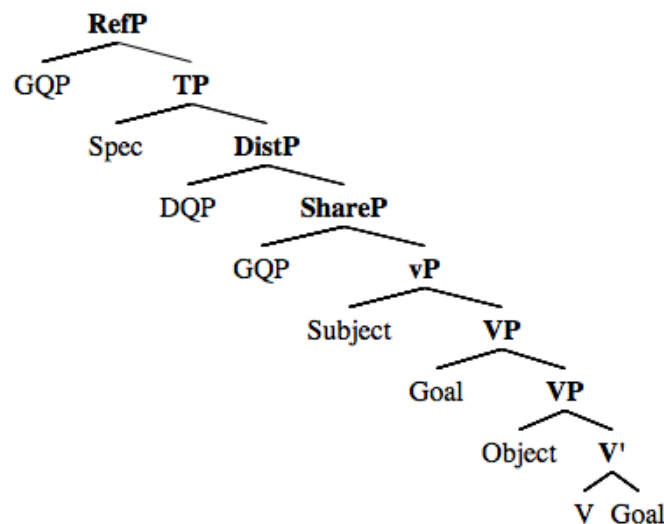 RefP
GQP TP
Spec DistP
DQP ShareP
GQP vP
Subject VP
Goal VP
Object V'
V Goal